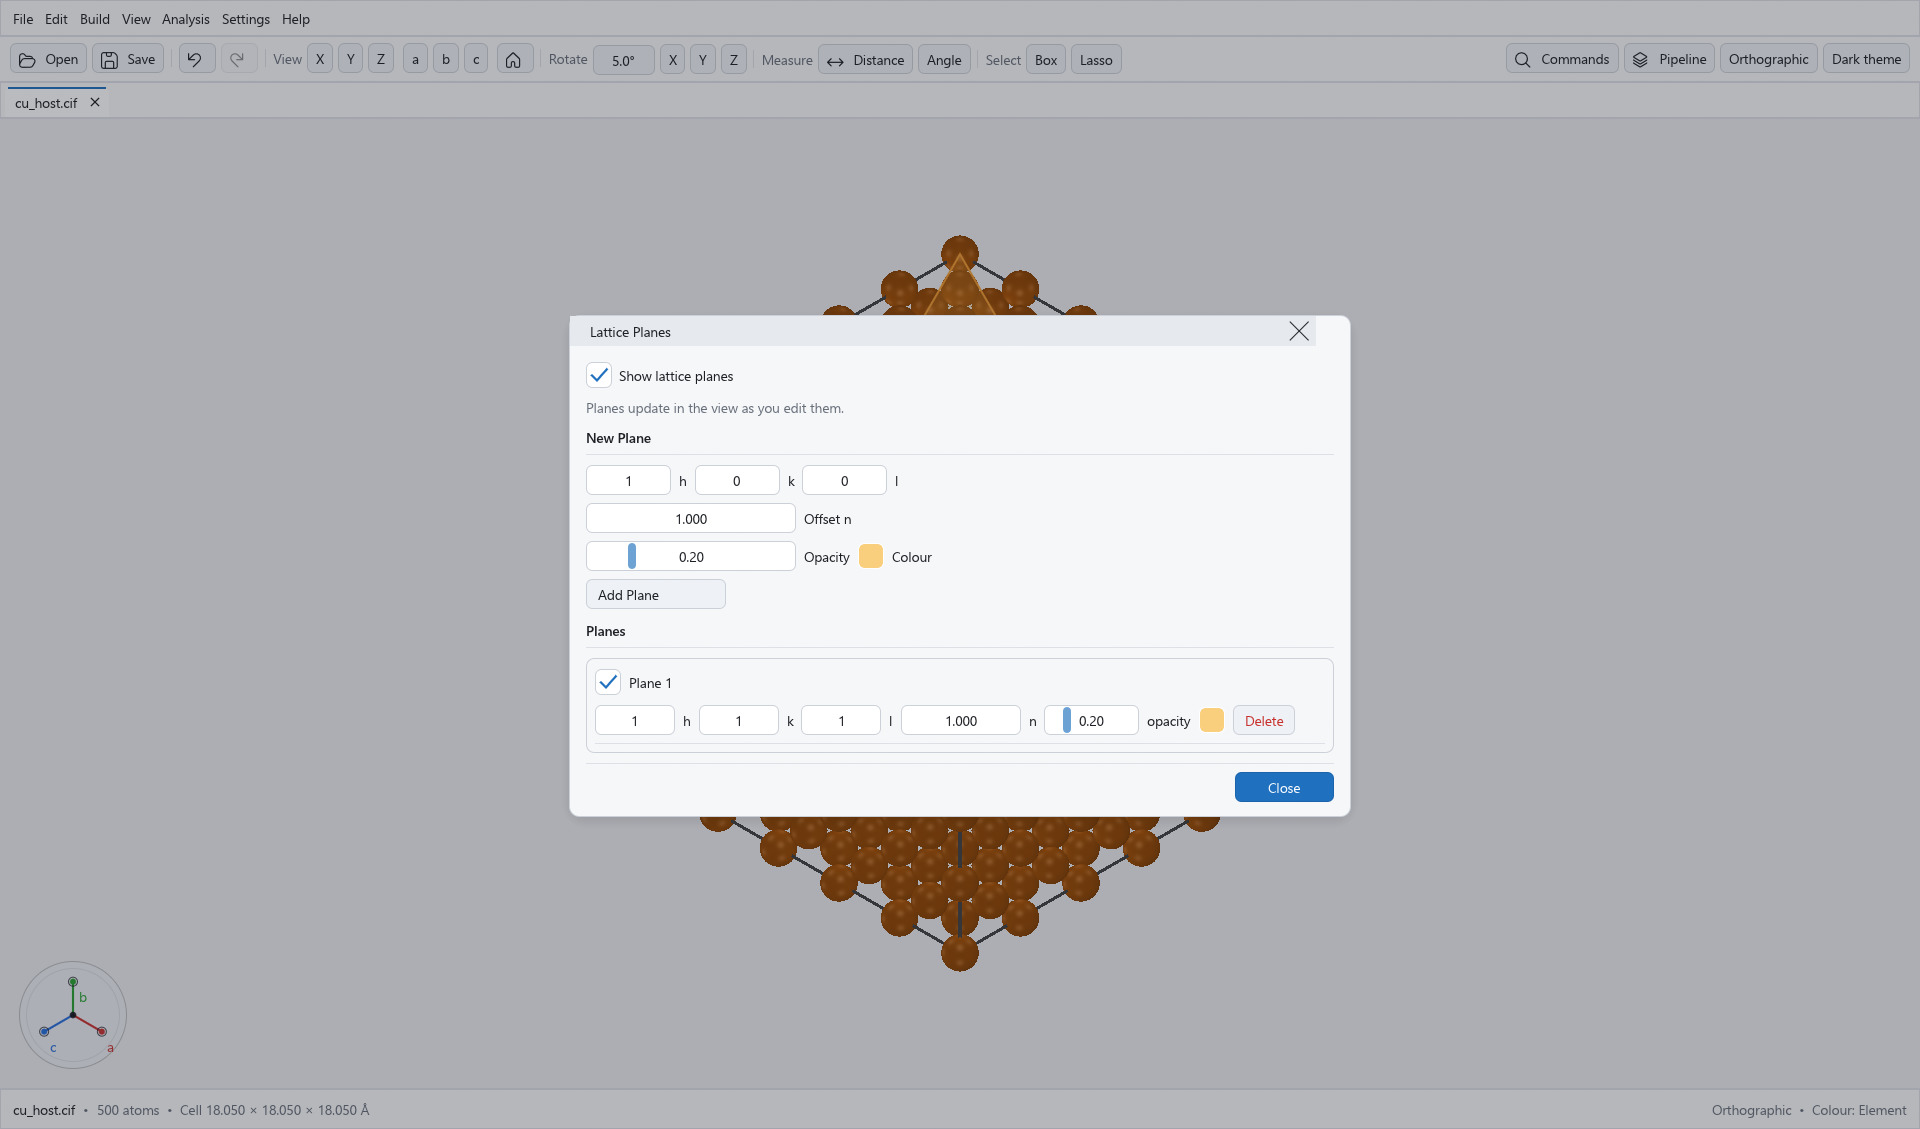 File Edit Build View Analysis Settings Help
Open Save View X Y Z a b c Rotate 5.0° X Y Z Measure Distance Angle Select Box Lasso Commands Pipeline Orthographic Dark theme
cu_host.cif
Lattice Planes
Show lattice planes
Planes update in the view as you edit them.
New Plane
1 h 0 k 0 l
1.000 Offset n
0.20 Opacity Colour
Add Plane
Planes
Plane 1
1 h 1 k 1 l 1.000 n 0.20 opacity Delete
Close
b
c a
cu_host.cif • 500 atoms • Cell 18.050 × 18.050 × 18.050 Å Orthographic • Colour: Element